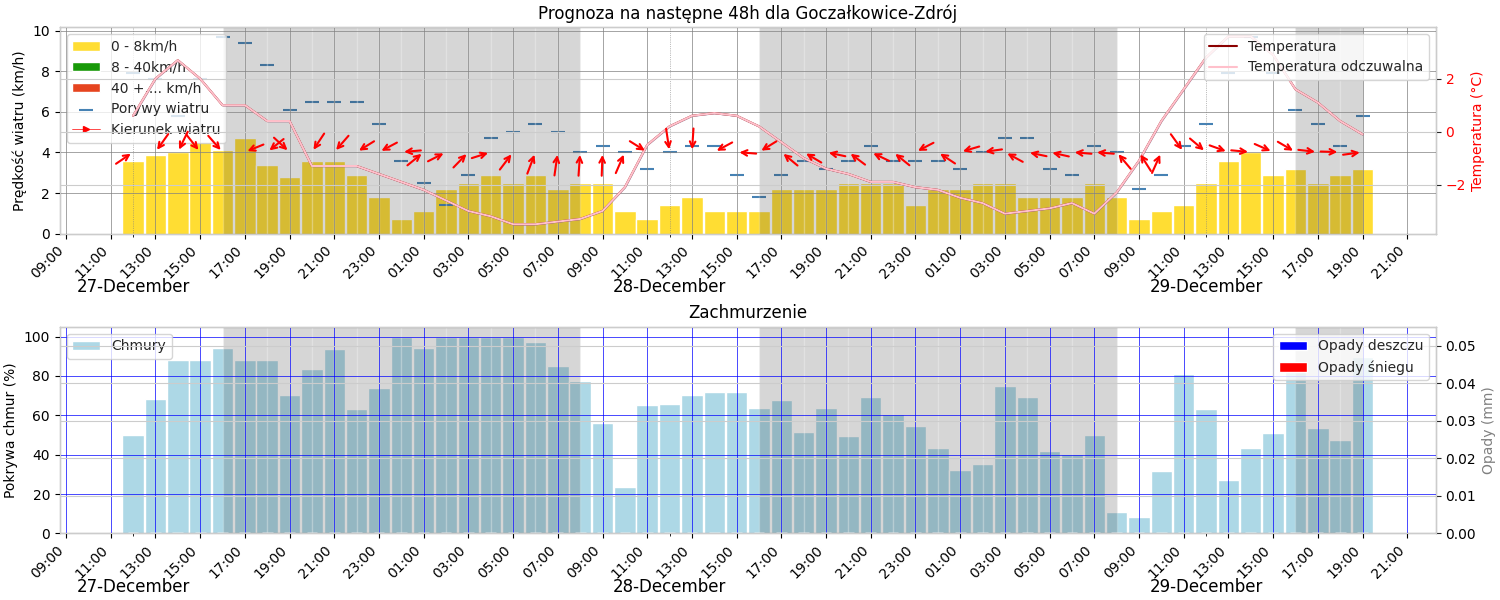 Prognoza na następne 48h dla Goczałkowice-Zdrój
Prędkość wiatru (km/h)
10
8
6
4
2
0
0 - 8km/h
8 - 40km/h
40 + ... km/h
Porywy wiatru
Kierunek wiatru
Temperatura
Temperatura odczuwalna
2
0
−2
Temperatura (°C)
09:00 11:00 13:00 15:00 17:00 19:00 21:00 23:00 01:00 03:00 05:00 07:00 09:00 11:00 13:00 15:00 17:00 19:00 21:00 23:00 01:00 03:00 05:00 07:00 09:00 11:00 13:00 15:00 17:00 19:00 21:00
27-December 28-December 29-December
Zachmurzenie
Pokrywa chmur (%)
100
80
60
40
20
0
Chmury
Opady deszczu
Opady śniegu
0.05
0.04
0.03
0.02
0.01
0.00
Opady (mm)
09:00 11:00 13:00 15:00 17:00 19:00 21:00 23:00 01:00 03:00 05:00 07:00 09:00 11:00 13:00 15:00 17:00 19:00 21:00 23:00 01:00 03:00 05:00 07:00 09:00 11:00 13:00 15:00 17:00 19:00 21:00
27-December 28-December 29-December